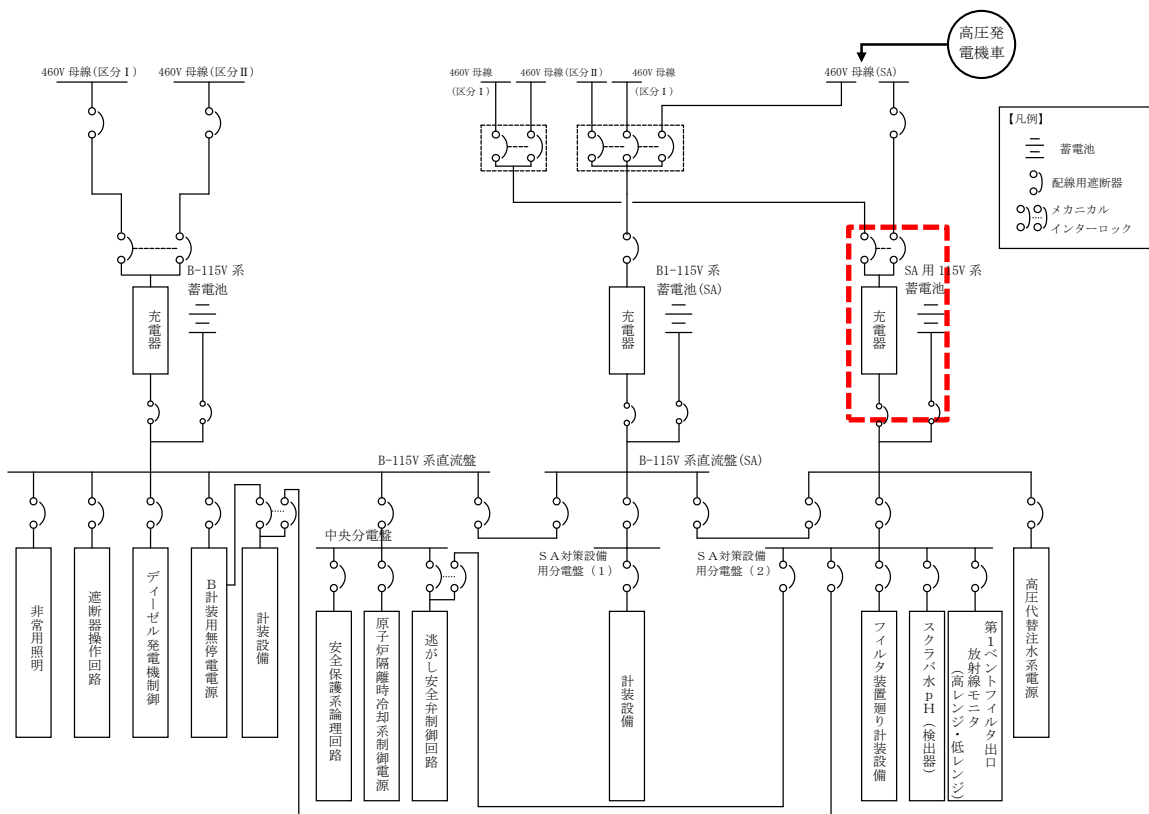 高圧発
電機車
460V 母線(区分Ⅰ)
460V 母線(区分Ⅱ)
460V 母線
(区分Ⅰ)
460V 母線(区分Ⅱ)
460V 母線
(区分Ⅰ)
460V 母線(SA)
【凡例】
蓄電池
配線用遮断器
メカニカル
インターロック
B-115V 系
蓄電池
充電器
B1-115V 系
蓄電池(SA)
充電器
SA 用 115V 系
蓄電池
充電器
B-115V 系直流盤
B-115V 系直流盤(SA)
中央分電盤
SA対策設備
用分電盤(1)
SA対策設備
用分電盤(2)
非常用照明
遮断器操作回路
ディーゼル発電機制御
B計装用無停電電源
計装設備
安全保護系論理回路
原子炉隔離時冷却系制御電源
逃がし安全弁制御回路
計装設備
フィルタ装置廻り計装設備
スクラバ水pH(検出器)
第1ベントフィルタ出口
放射線モニタ
(高レンジ・低レンジ)
高圧代替注水系電源